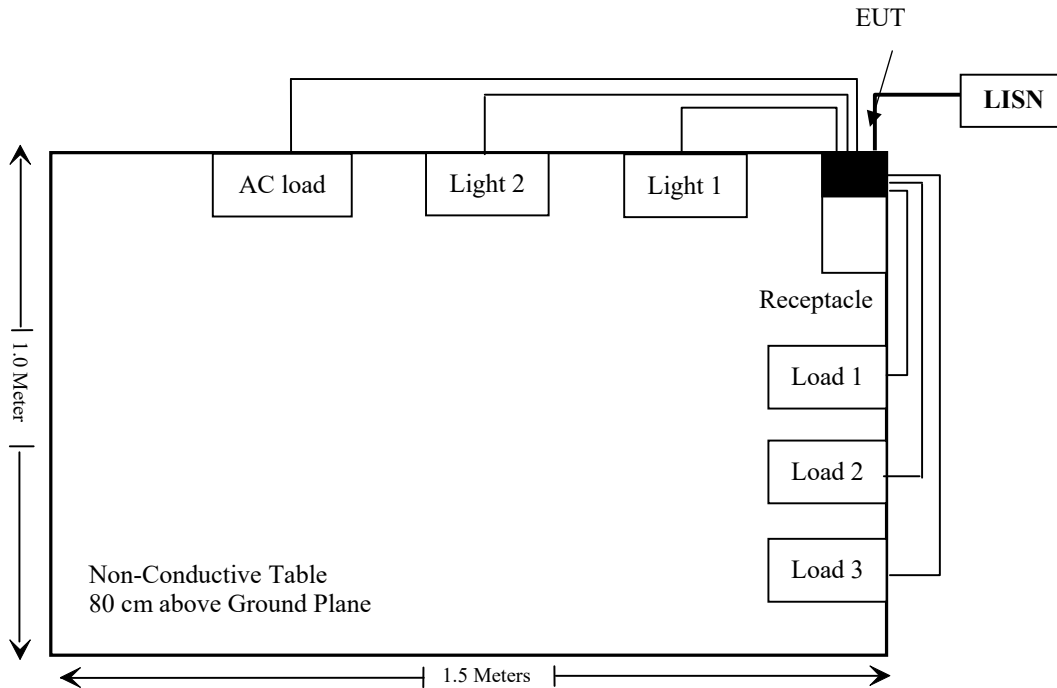 EUT
LISN
AC load
Light 2
Light 1
Receptacle
1.0 Meter
Load 1
Load 2
Load 3
Non-Conductive Table
80 cm above Ground Plane
1.5 Meters